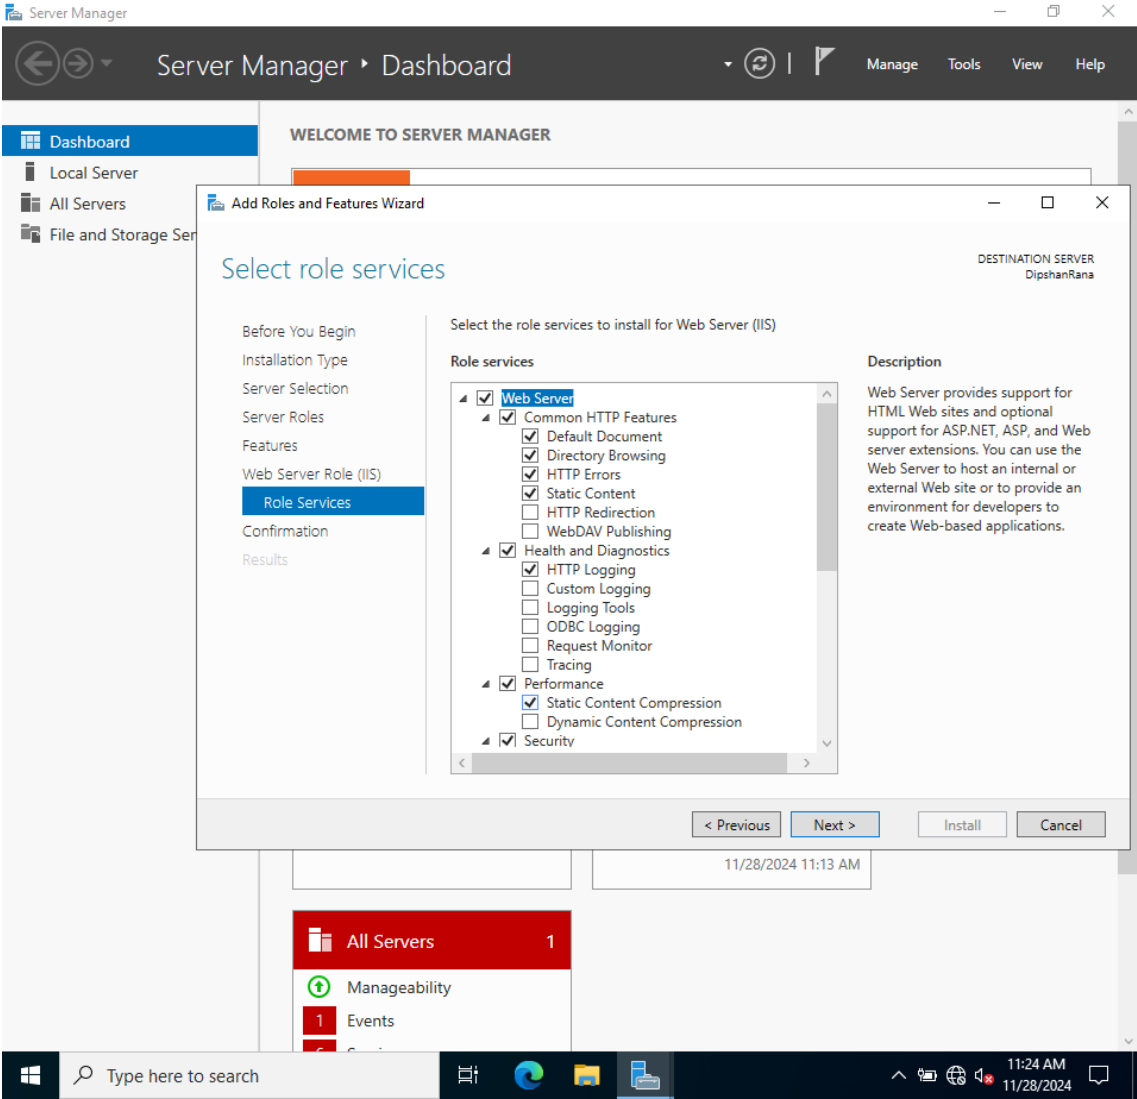 Server Manager
Server Manager • Dashboard
Manage Tools View Help
Dashboard
Local Server
All Servers
File and Storage Ser
WELCOME TO SERVER MANAGER
Add Roles and Features Wizard
Select role services
DESTINATION SERVER
DipshanRana
Before You Begin
Installation Type
Server Selection
Server Roles
Features
Web Server Role (IIS)
Role Services
Confirmation
Results
Select the role services to install for Web Server (IIS)
Role services
Web Server
Common HTTP Features
Default Document
Directory Browsing
HTTP Errors
Static Content
HTTP Redirection
WebDAV Publishing
Health and Diagnostics
HTTP Logging
Custom Logging
Logging Tools
ODBC Logging
Request Monitor
Tracing
Performance
Static Content Compression
Dynamic Content Compression
Security
Description
Web Server provides support for
HTML Web sites and optional
support for ASP.NET, ASP, and Web
server extensions. You can use the
Web Server to host an internal or
external Web site or to provide an
environment for developers to
create Web-based applications.
< Previous Next > Install Cancel
11/28/2024 11:13 AM
All Servers 1
Manageability
1 Events
Type here to search
11:24 AM
11/28/2024